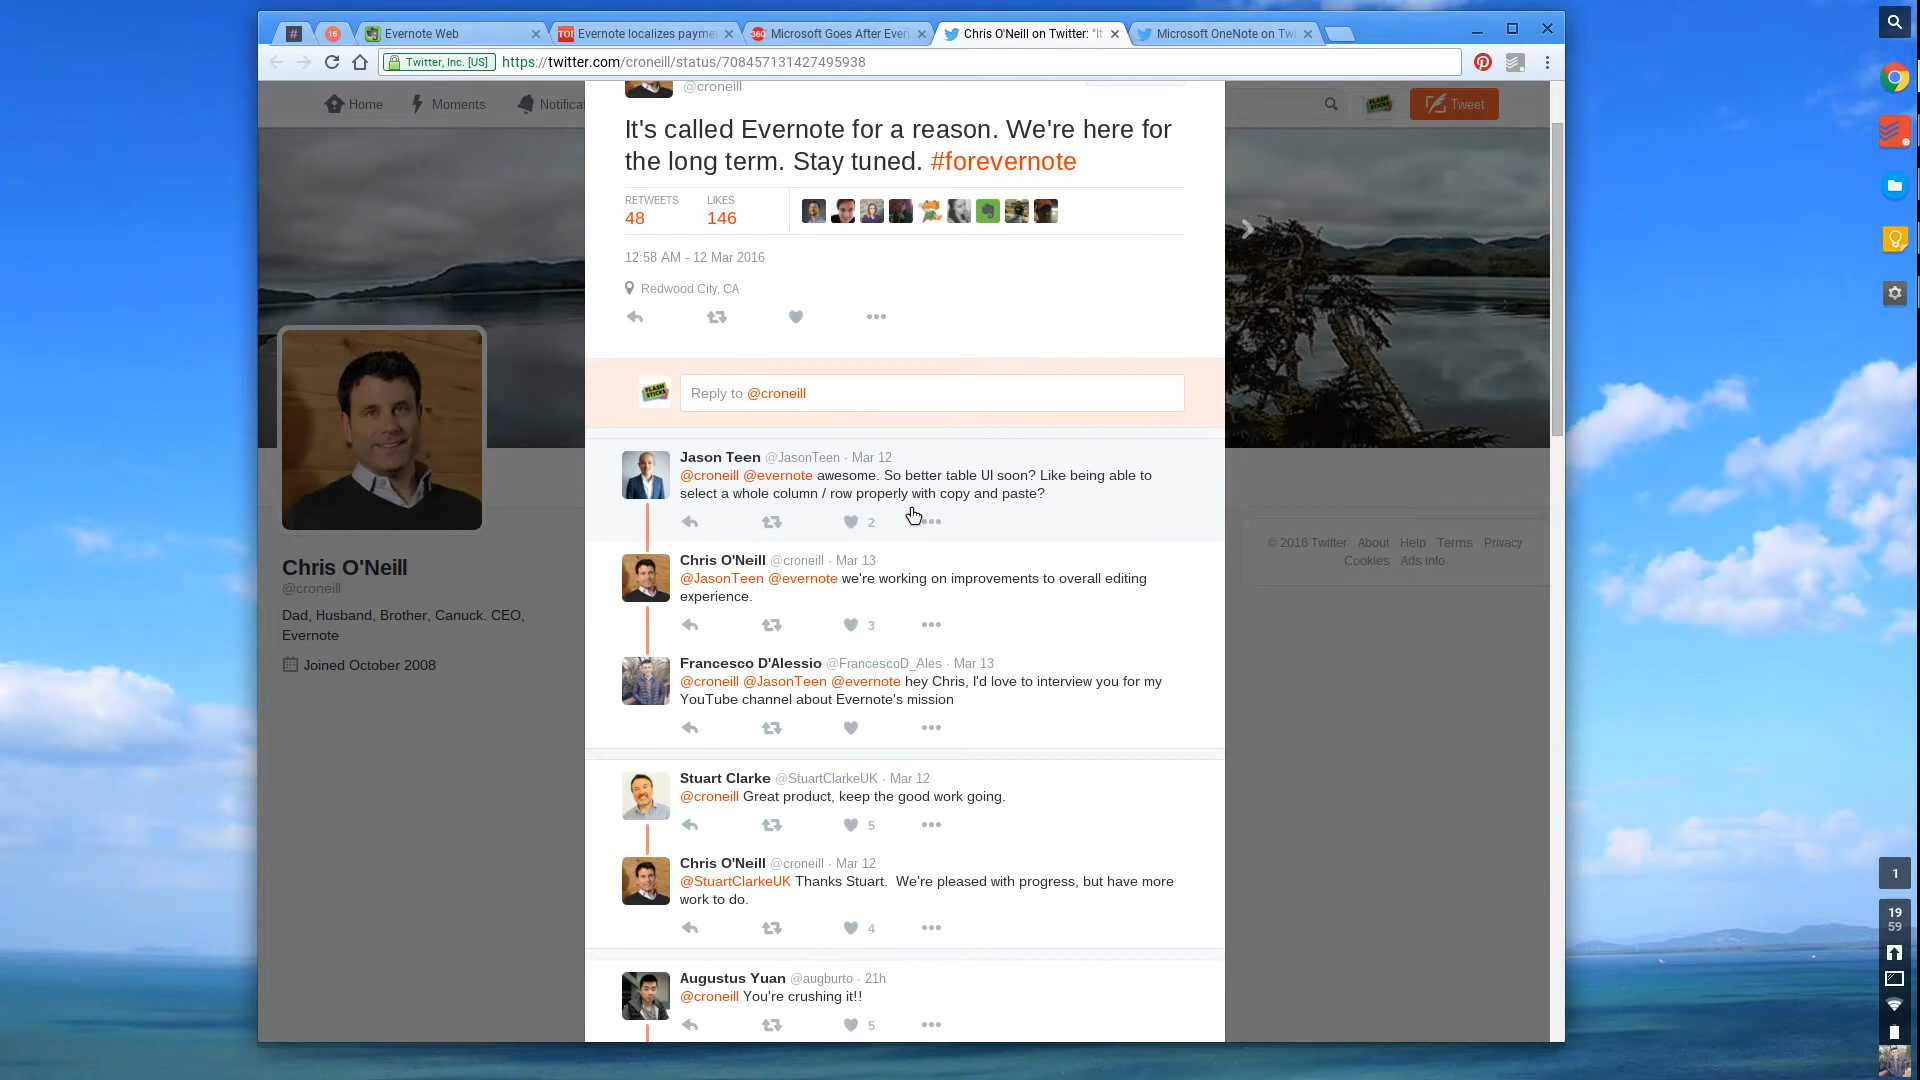 #
16
Evernote Web
TOI
Evernote localizes payme
360
Microsoft Goes After Ever
Chris O'Neill on Twitter: "It
Microsoft OneNote on Twi
Twitter, Inc. [US]
https://twitter.com/croneill/status/708457131427495938
Home
Moments
Notificat
Tweet
@croneill
It's called Evernote for a reason. We're here for
the long term. Stay tuned. #forevernote
RETWEETS
48
LIKES
146
12:58 AM - 12 Mar 2016
Redwood City, CA
FLASH
STICKS
Reply to @croneill
Jason Teen @JasonTeen · Mar 12
@croneill @evernote awesome. So better table UI soon? Like being able to
select a whole column / row properly with copy and paste?
2
Chris O'Neill @croneill · Mar 13
@JasonTeen @evernote we're working on improvements to overall editing
experience.
3
Francesco D'Alessio @FrancescoD_Ales · Mar 13
@croneill @JasonTeen @evernote hey Chris, I'd love to interview you for my
YouTube channel about Evernote's mission
Stuart Clarke @StuartClarkeUK · Mar 12
@croneill Great product, keep the good work going.
5
Chris O'Neill @croneill · Mar 12
@StuartClarkeUK Thanks Stuart.  We're pleased with progress, but have more
work to do.
4
Augustus Yuan @augburto · 21h
@croneill You're crushing it!!
5
Chris O'Neill
@croneill
Dad, Husband, Brother, Canuck. CEO,
Evernote
Joined October 2008
© 2016 Twitter About Help Terms Privacy
Cookies Ads info
1
19
59